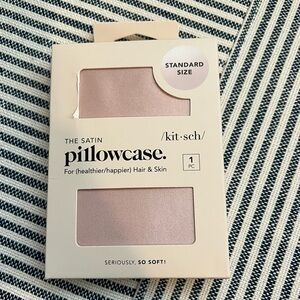 STANDARD
SIZE
/kit·sch/
THE SATIN
pillowcase.
For (healthier/happier) Hair & Skin
1
PC
SERIOUSLY, SO SOFT!